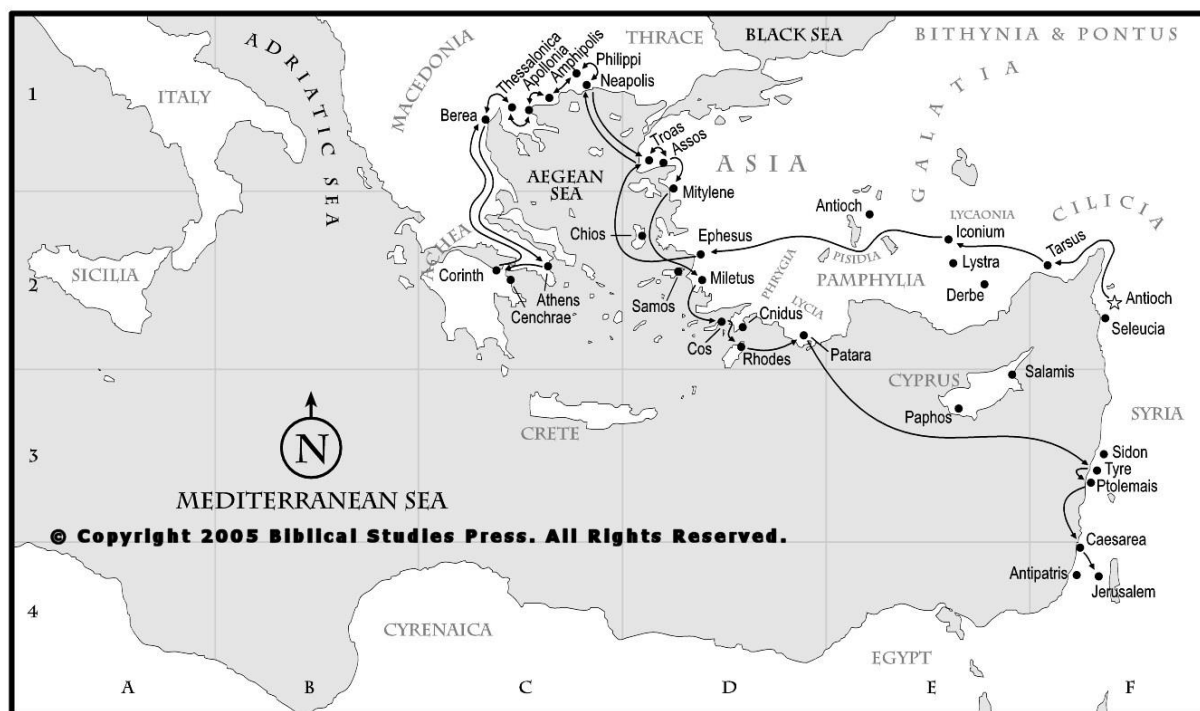 BLACK SEA
BITHYNIA & PONTUS
THRACE
ADRIATIC SEA
MACEDONIA
GALATIA
ITALY
1
Thessalonica
Apollonia
Amphipolis
Philippi
Neapolis
Berea
Troas
Assos
ASIA
AEGEAN
SEA
Mitylene
Antioch
LYCAONIA
CILICIA
Chios
Ephesus
Iconium
Tarsus
ACHEA
PISIDIA
Lystra
SICILIA
2
Corinth
Athens
Cenchrae
Samos
Miletus
PHRYGIA
PAMPHYLIA
Derbe
Antioch
LYCIA
Seleucia
Cnidus
Cos
Rhodes
Patara
Salamis
CYPRUS
Paphos
SYRIA
CRETE
N
3
Sidon
Tyre
Ptolemais
MEDITERRANEAN SEA
© Copyright 2005 Biblical Studies Press. All Rights Reserved.
Caesarea
Antipatris
Jerusalem
4
CYRENAICA
EGYPT
A
B
C
D
E
F